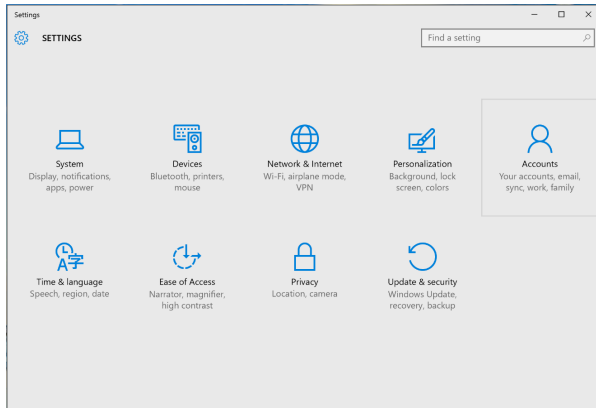 Settings
SETTINGS
Find a setting
System
Display, notifications,
apps, power
Devices
Bluetooth, printers,
mouse
Network & Internet
Wi-Fi, airplane mode,
VPN
Personalization
Background, lock
screen, colors
Accounts
Your accounts, email,
sync, work, family
A字
Time & language
Speech, region, date
Ease of Access
Narrator, magnifier,
high contrast
Privacy
Location, camera
Update & security
Windows Update,
recovery, backup